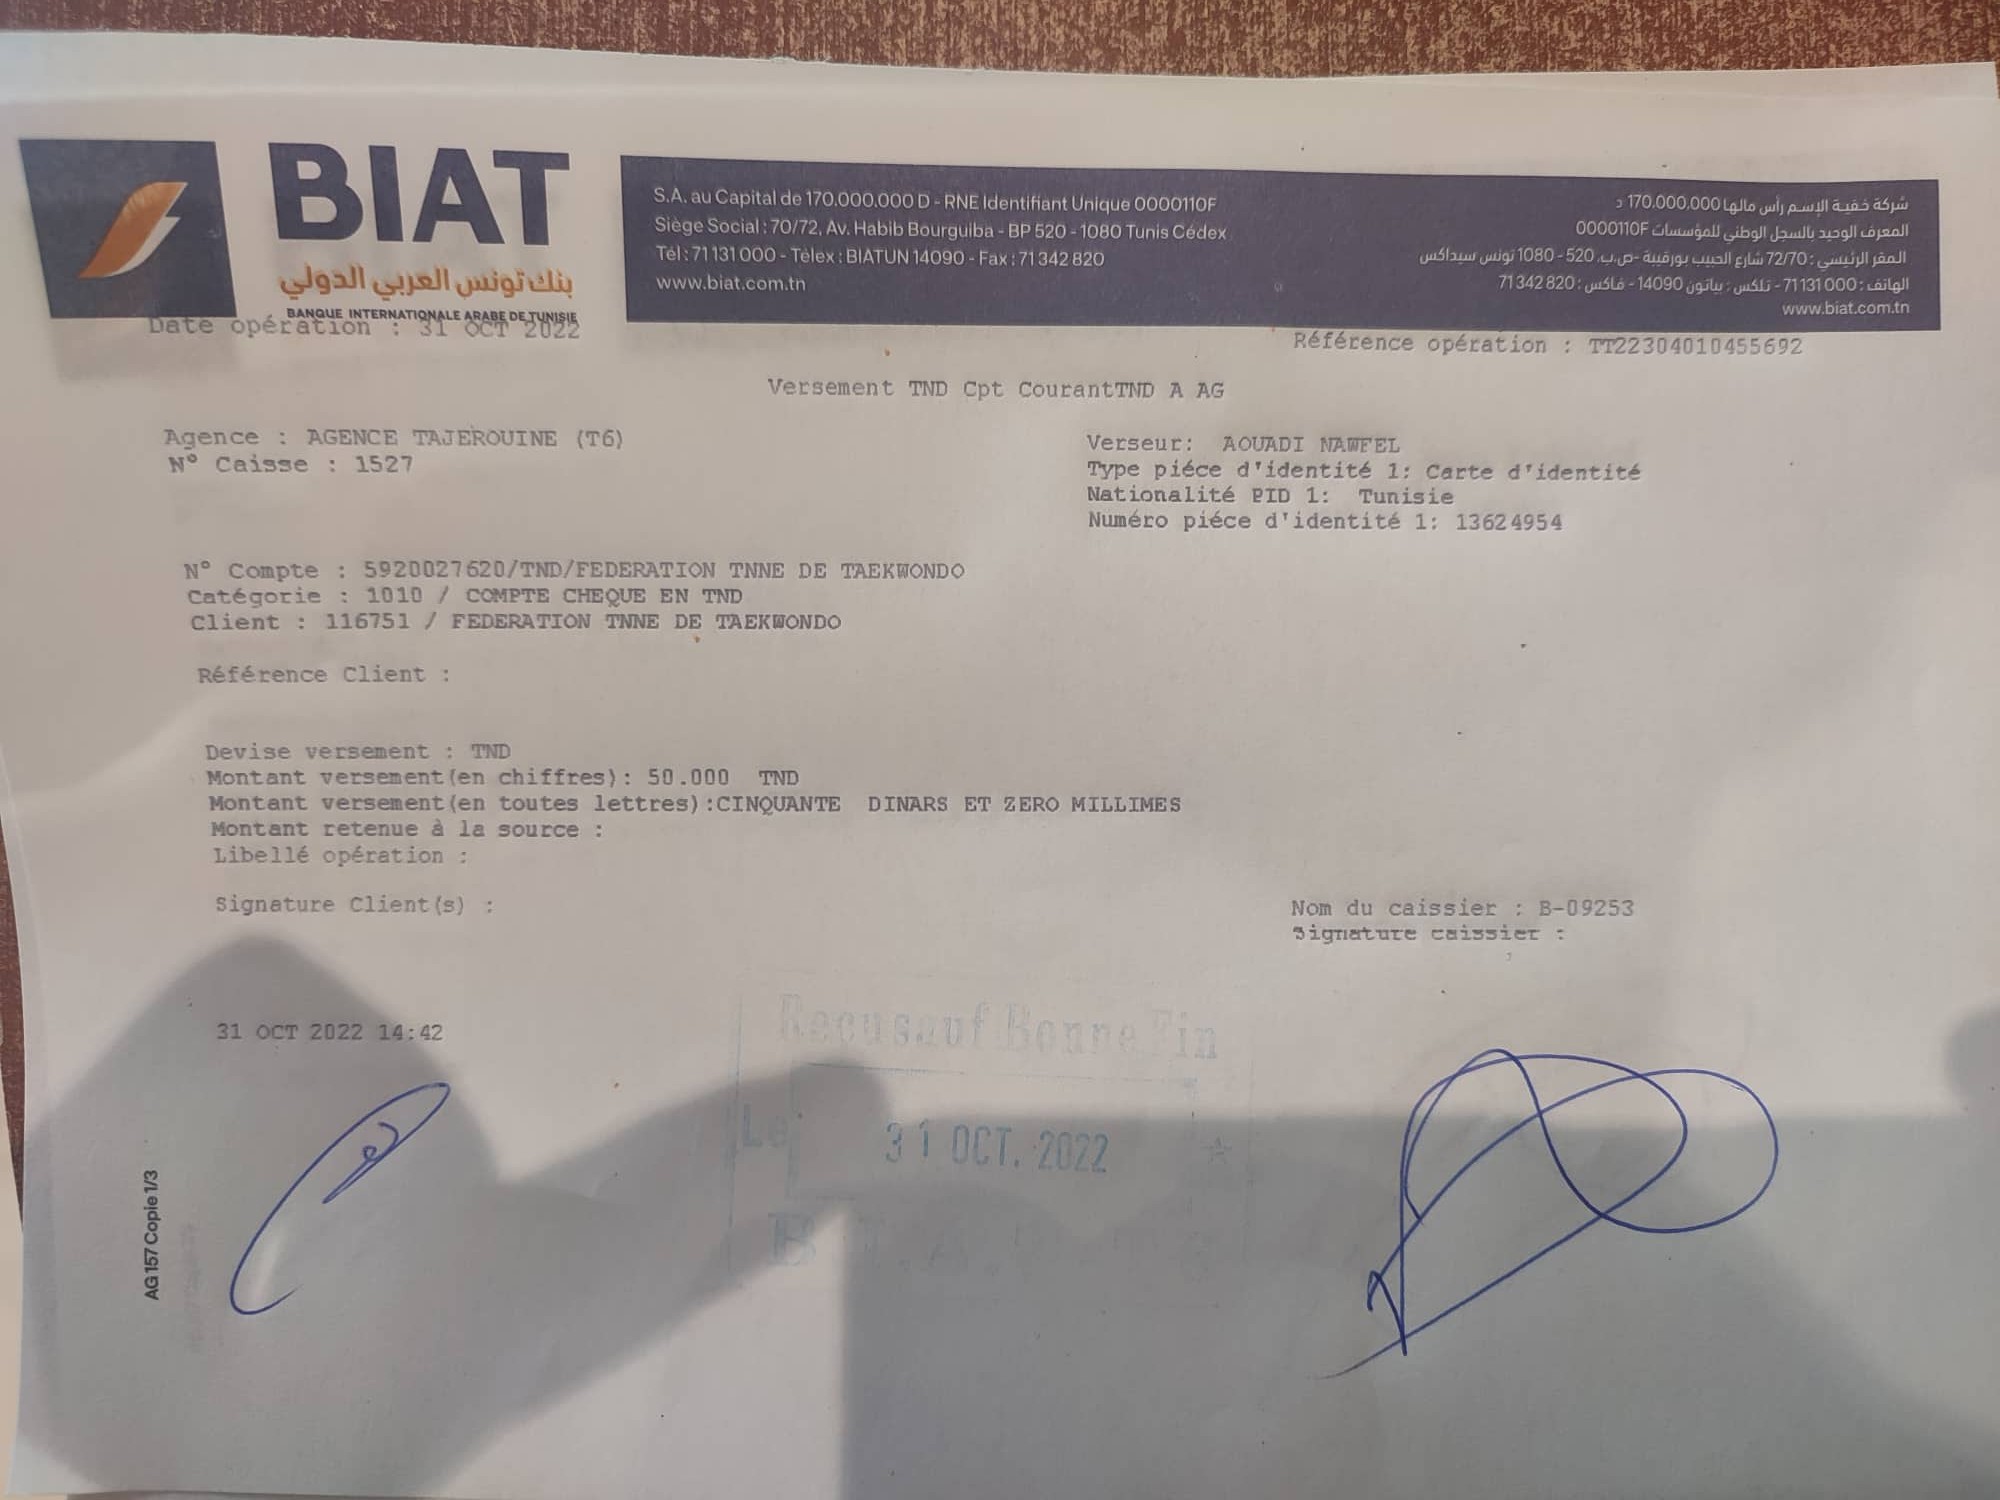 BIAT
بنك تونس العربي الدولي
BANQUE INTERNATIONALE ARABE DE TUNISIE
S.A. au Capital de 170.000.000 D - RNE Identifiant Unique 0000110F
Siège Social : 70/72, Av. Habib Bourguiba - BP 520 - 1080 Tunis Cédex
Tél : 71 131 000 - Télex : BIATUN 14090 - Fax : 71 342 820
www.biat.com.tn
شركة خفية الإسم رأس مالها 170.000.000 د
المعرف الوحيد بالسجل الوطني للمؤسسات 0000110F
المقر الرئيسي : 72/70 شارع الحبيب بورقيبة -ص.ب. 520 - 1080 تونس سيداكس
الهاتف : 71 131 000 - تلكس : بياتون 14090 - فاكس : 71 342 820
www.biat.com.tn
Date opération : 31 OCT 2022
Référence opération : TT22304010455692
Versement TND Cpt CourantTND A AG
Agence : AGENCE TAJEROUINE (T6)
N° Caisse : 1527
Verseur: AOUADI NAWFEL
Type piéce d'identité 1: Carte d'identité
Nationalité PID 1: Tunisie
Numéro piéce d'identité 1: 13624954
N° Compte : 5920027620/TND/FEDERATION TNNE DE TAEKWONDO
Catégorie : 1010 / COMPTE CHEQUE EN TND
Client : 116751 / FEDERATION TNNE DE TAEKWONDO
Référence Client :
Devise versement : TND
Montant versement(en chiffres): 50.000 TND
Montant versement(en toutes lettres):CINQUANTE DINARS ET ZERO MILLIMES
Montant retenue à la source :
Libellé opération :
Signature Client(s) :
Nom du caissier : B-09253
Signature caissier :
31 OCT 2022 14:42
Reçu sauf Bonne Fin
Le 31 OCT. 2022
AG 157 Copie 1/3